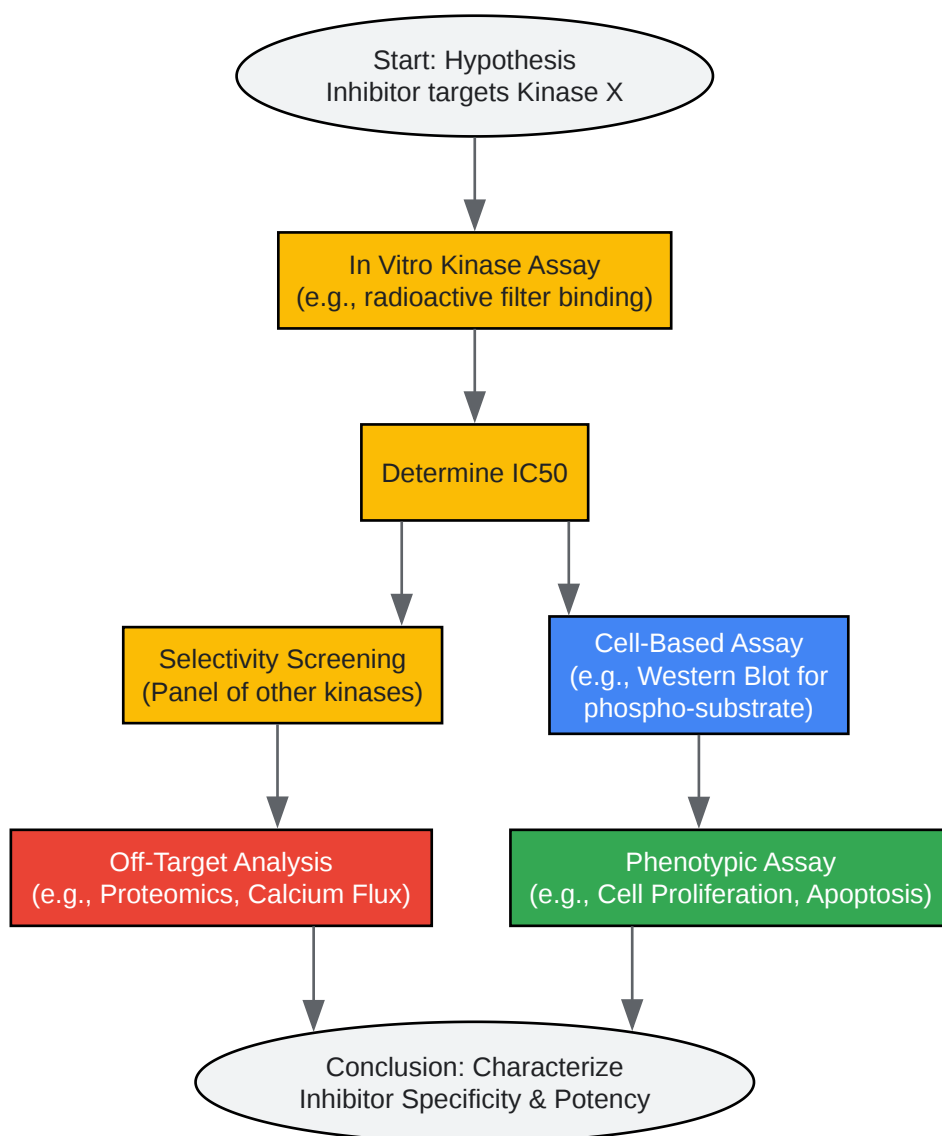 Start: Hypothesis
Inhibitor targets Kinase X
In Vitro Kinase Assay
(e.g., radioactive filter binding)
Determine IC50
Selectivity Screening
(Panel of other kinases)
Cell-Based Assay
(e.g., Western Blot for
phospho-substrate)
Off-Target Analysis
(e.g., Proteomics, Calcium Flux)
Phenotypic Assay
(e.g., Cell Proliferation, Apoptosis)
Conclusion: Characterize
Inhibitor Specificity & Potency